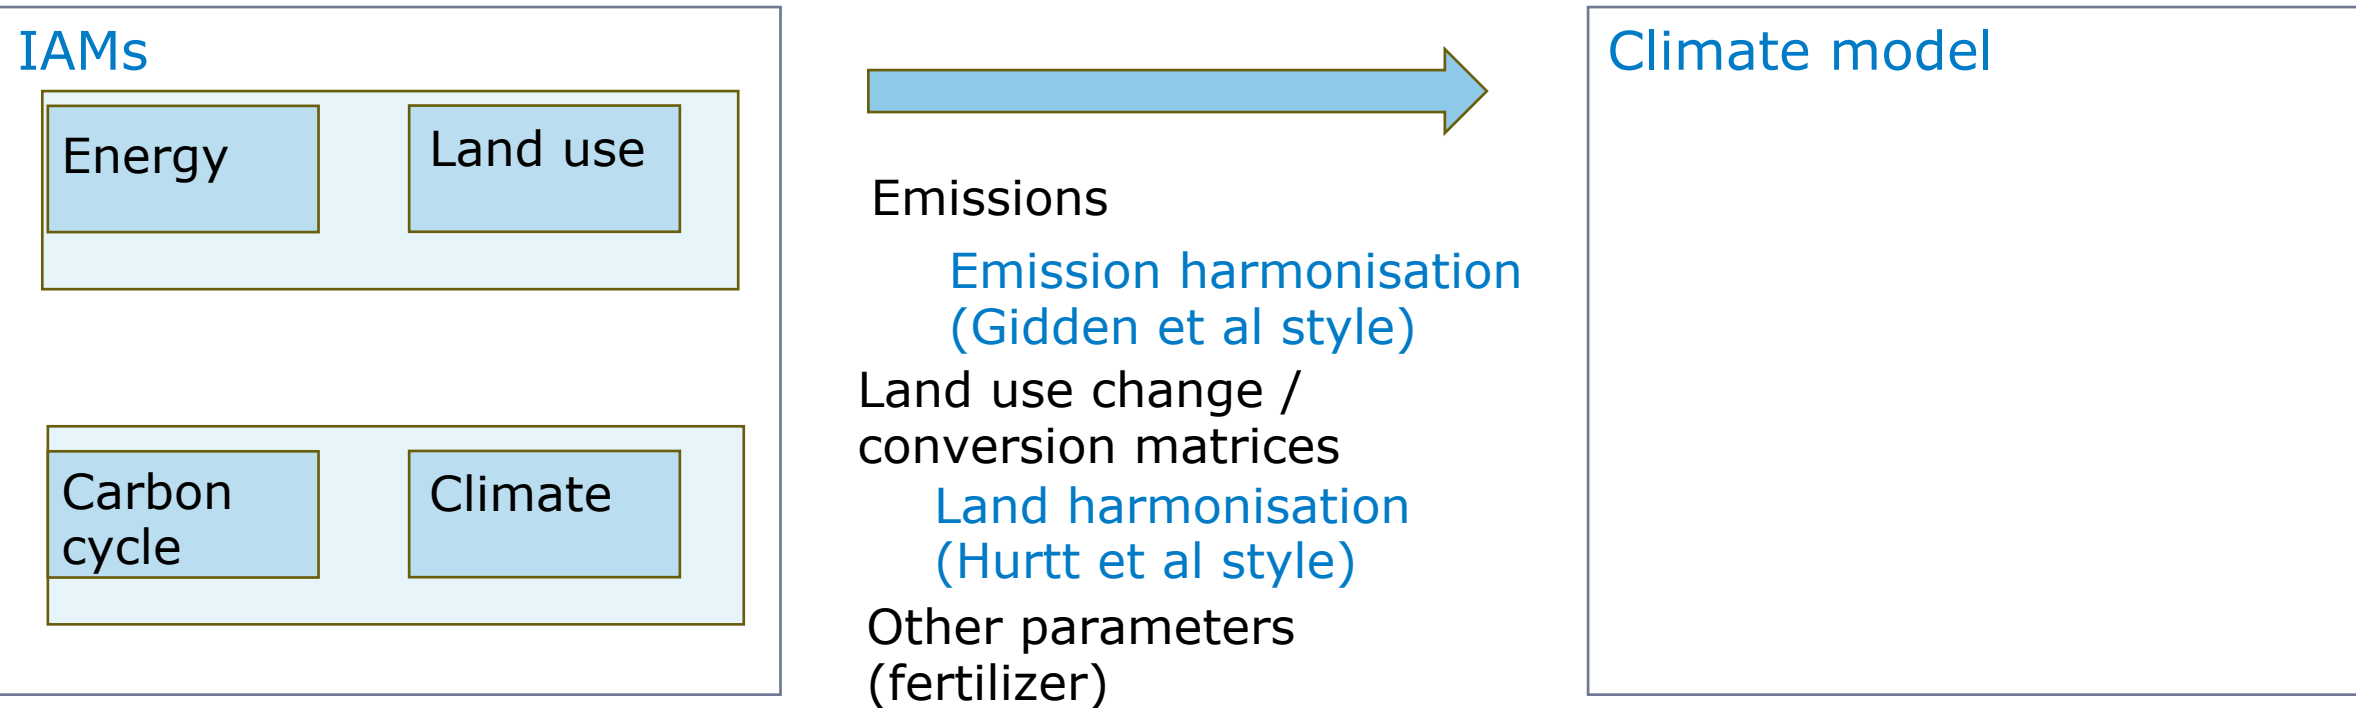 IAMs
Energy
Land use
Carbon
cycle
Climate
Emissions
Emission harmonisation
(Gidden et al style)
Land use change /
conversion matrices
Land harmonisation
(Hurtt et al style)
Other parameters
(fertilizer)
Climate model